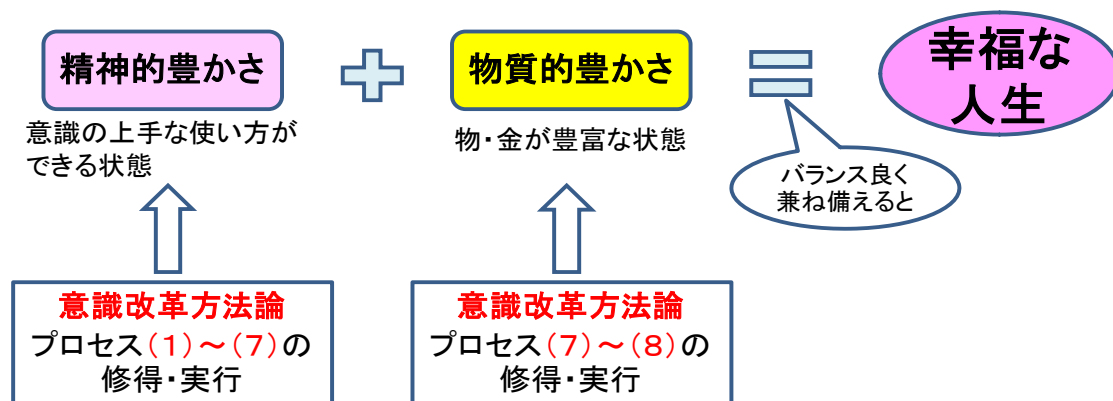 精神的豊かさ
物質的豊かさ
幸福な
人生
意識の上手な使い方が
できる状態
物・金が豊富な状態
バランス良く
兼ね備えると
意識改革方法論
プロセス(1)～(7)の
修得・実行
意識改革方法論
プロセス(7)～(8)の
修得・実行